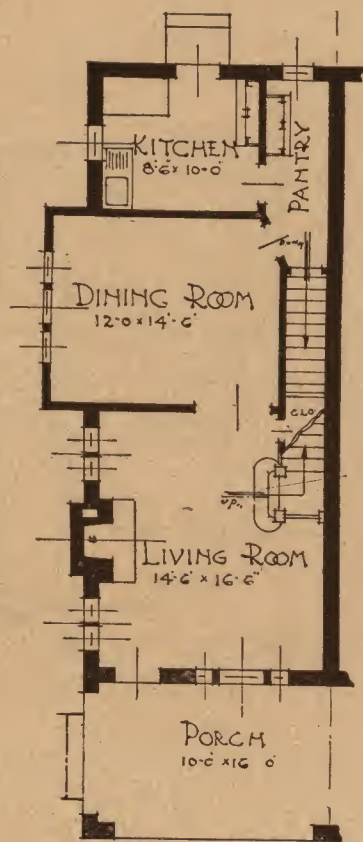 KITCHEN
8'-6" x 10'-0"
PANTRY
DOWN
DINING ROOM
12-0 x 14'-6"
CLO.
UP.
LIVING ROOM
14'-6" x 16'-6"
PORCH
10-0 x 16-0"